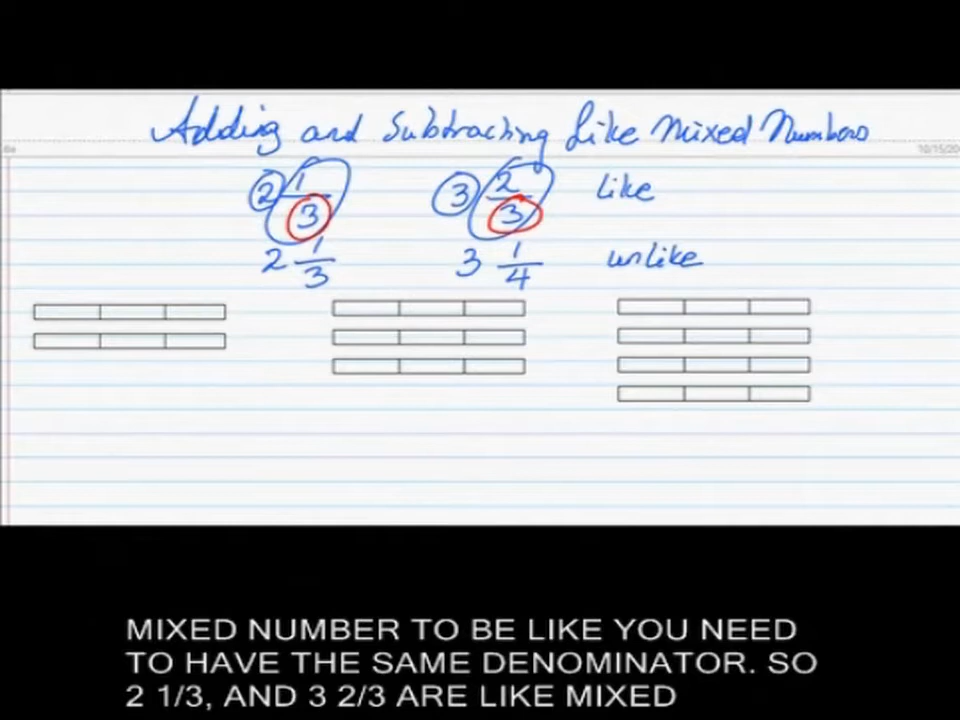 Adding and Subtracting Like Mixed Numbers
2 1/3 3 2/3 like
2 1/3 3 1/4 unlike
MIXED NUMBER TO BE LIKE YOU NEED
TO HAVE THE SAME DENOMINATOR. SO
2 1/3, AND 3 2/3 ARE LIKE MIXED